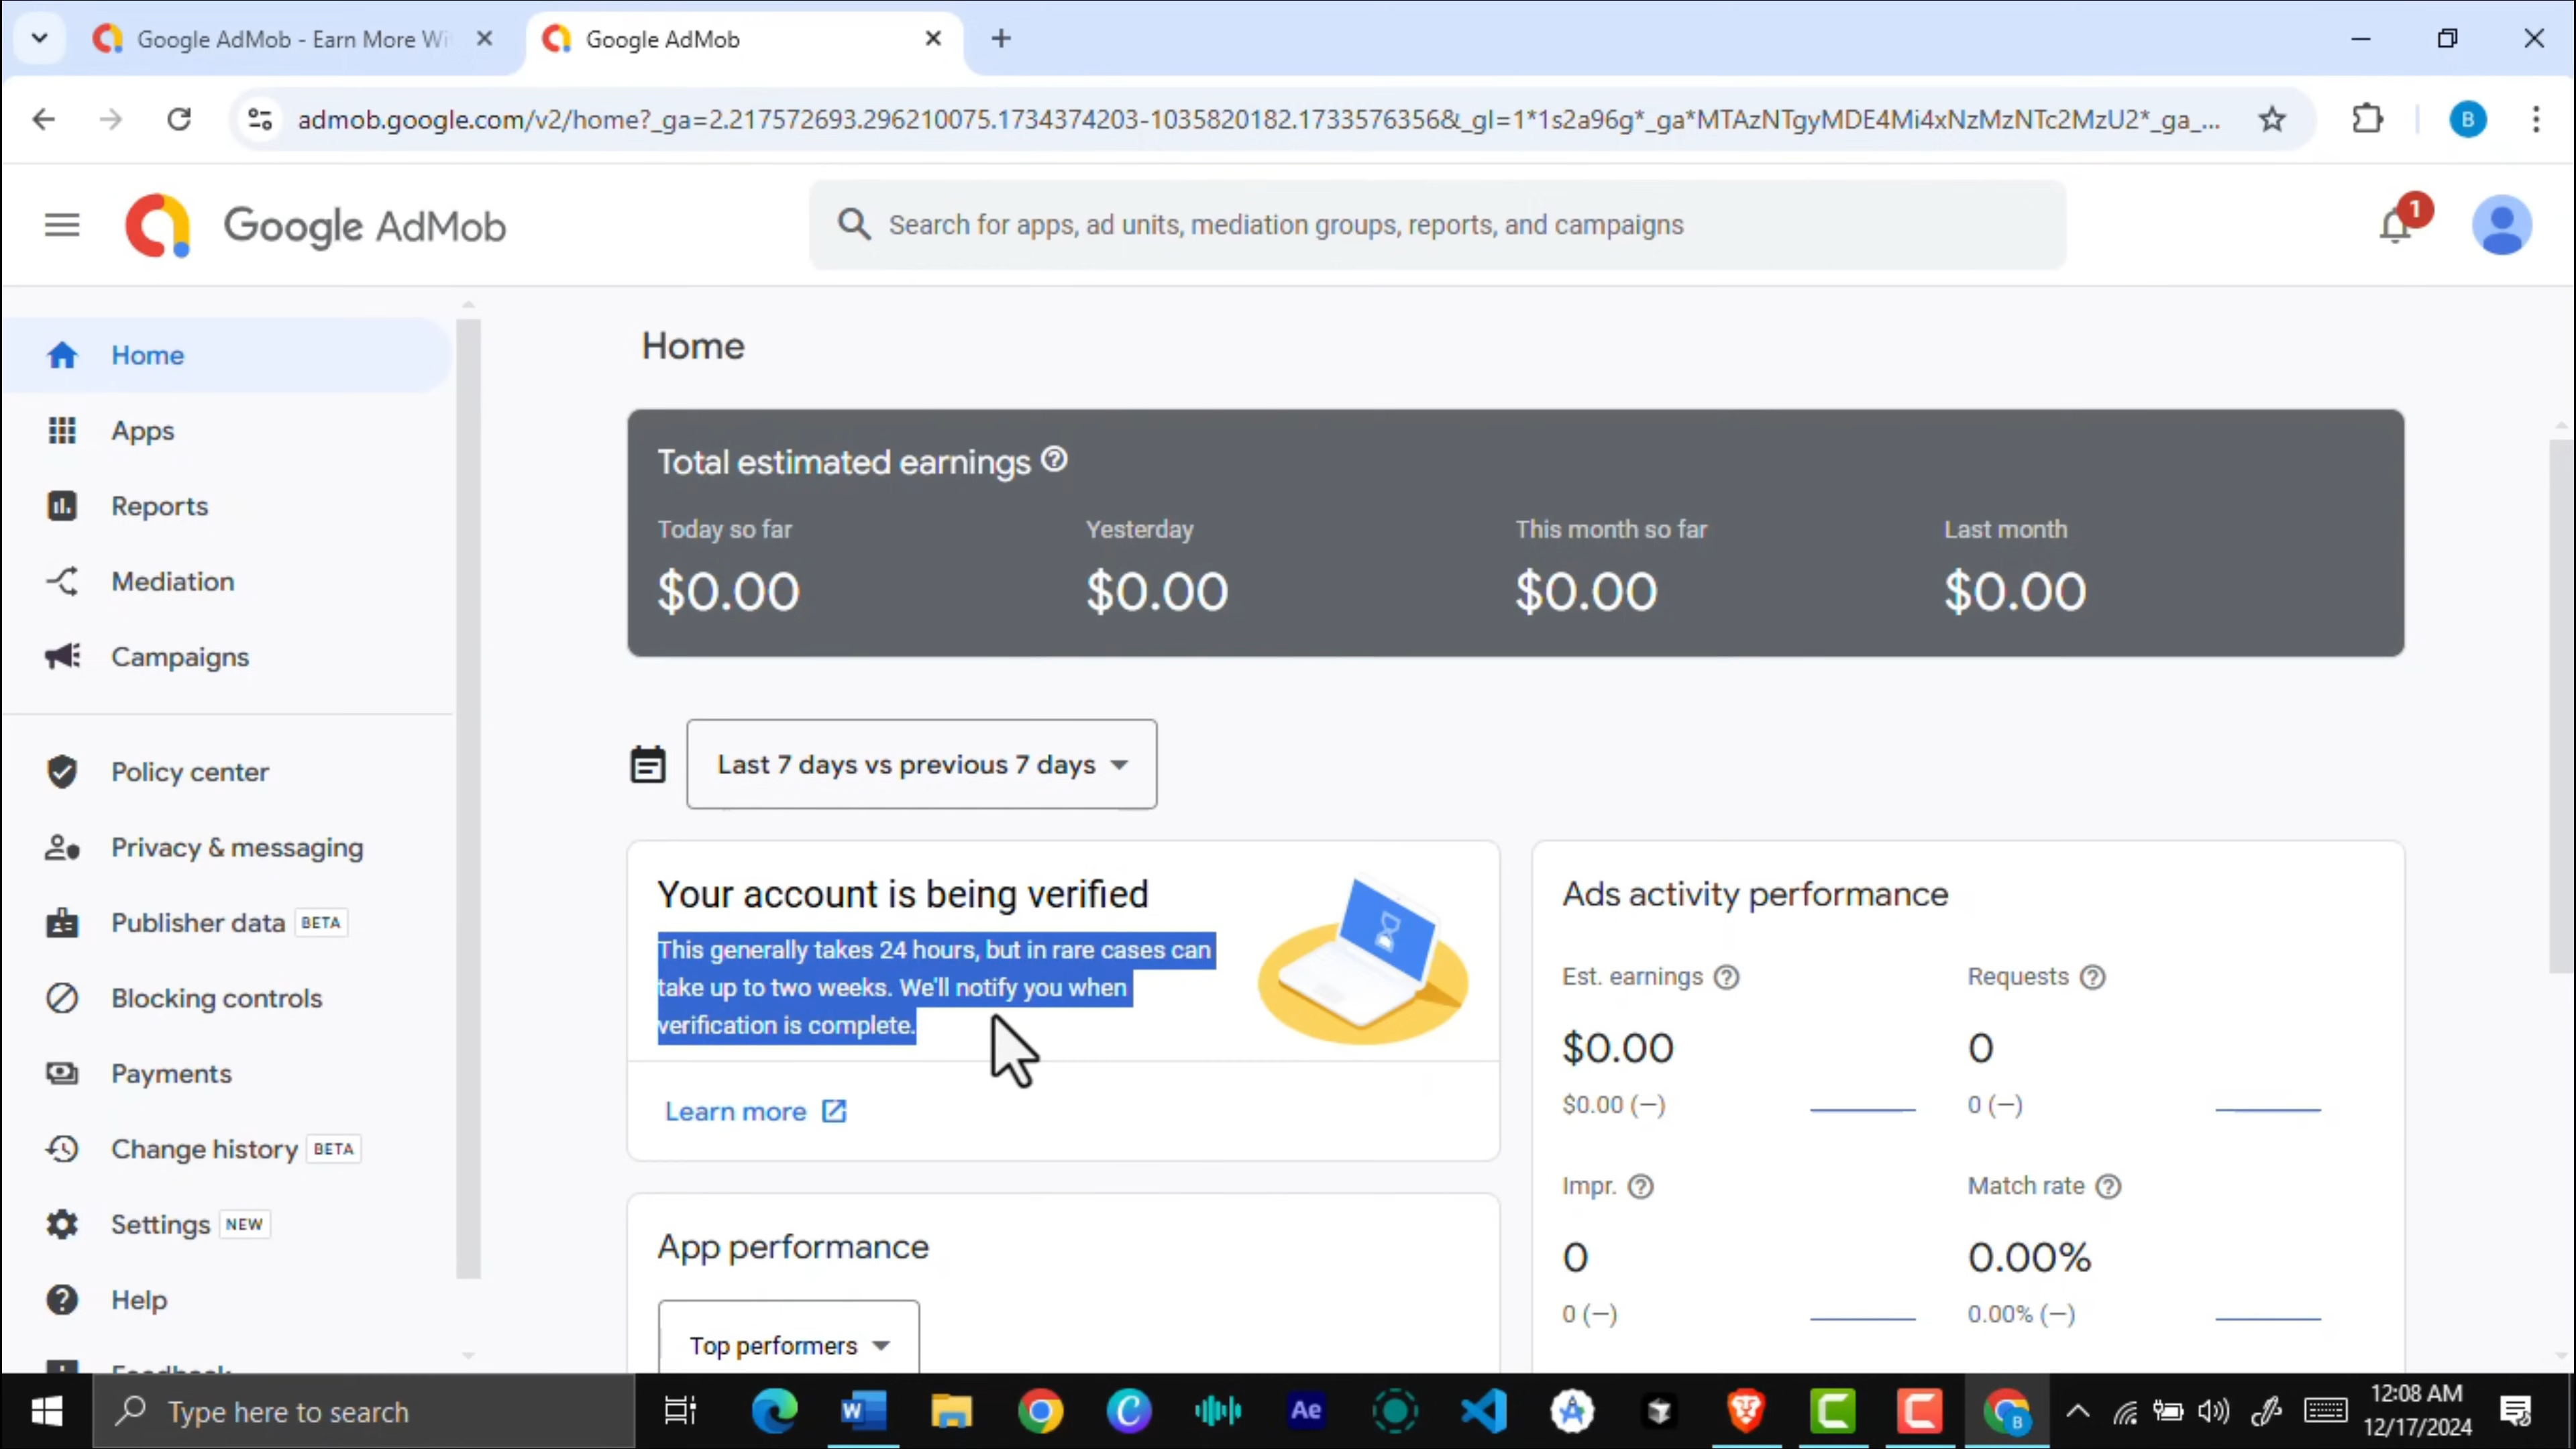 Google AdMob - Earn More Wi
Google AdMob
admob.google.com/v2/home?_ga=2.217572693.296210075.1734374203-1035820182.1733576356&_gl=1*1s2a96g*_ga*MTAzNTgyMDE4Mi4xNzMzNTc2MzU2*_ga_...
B
Google AdMob
Search for apps, ad units, mediation groups, reports, and campaigns
1
Home
Apps
Reports
Mediation
Campaigns
Policy center
Privacy & messaging
Publisher data BETA
Blocking controls
Payments
Change history BETA
Settings NEW
Help
Feedback
Home
Total estimated earnings
Today so far
$0.00
Yesterday
$0.00
This month so far
$0.00
Last month
$0.00
Last 7 days vs previous 7 days
Your account is being verified
This generally takes 24 hours, but in rare cases can
take up to two weeks. We'll notify you when
verification is complete.
Learn more
App performance
Top performers
Ads activity performance
Est. earnings
$0.00
$0.00 (—)
Requests
0
0 (—)
Impr.
0
0 (—)
Match rate
0.00%
0.00% (—)
Type here to search
W
Ae
B
12:08 AM
12/17/2024